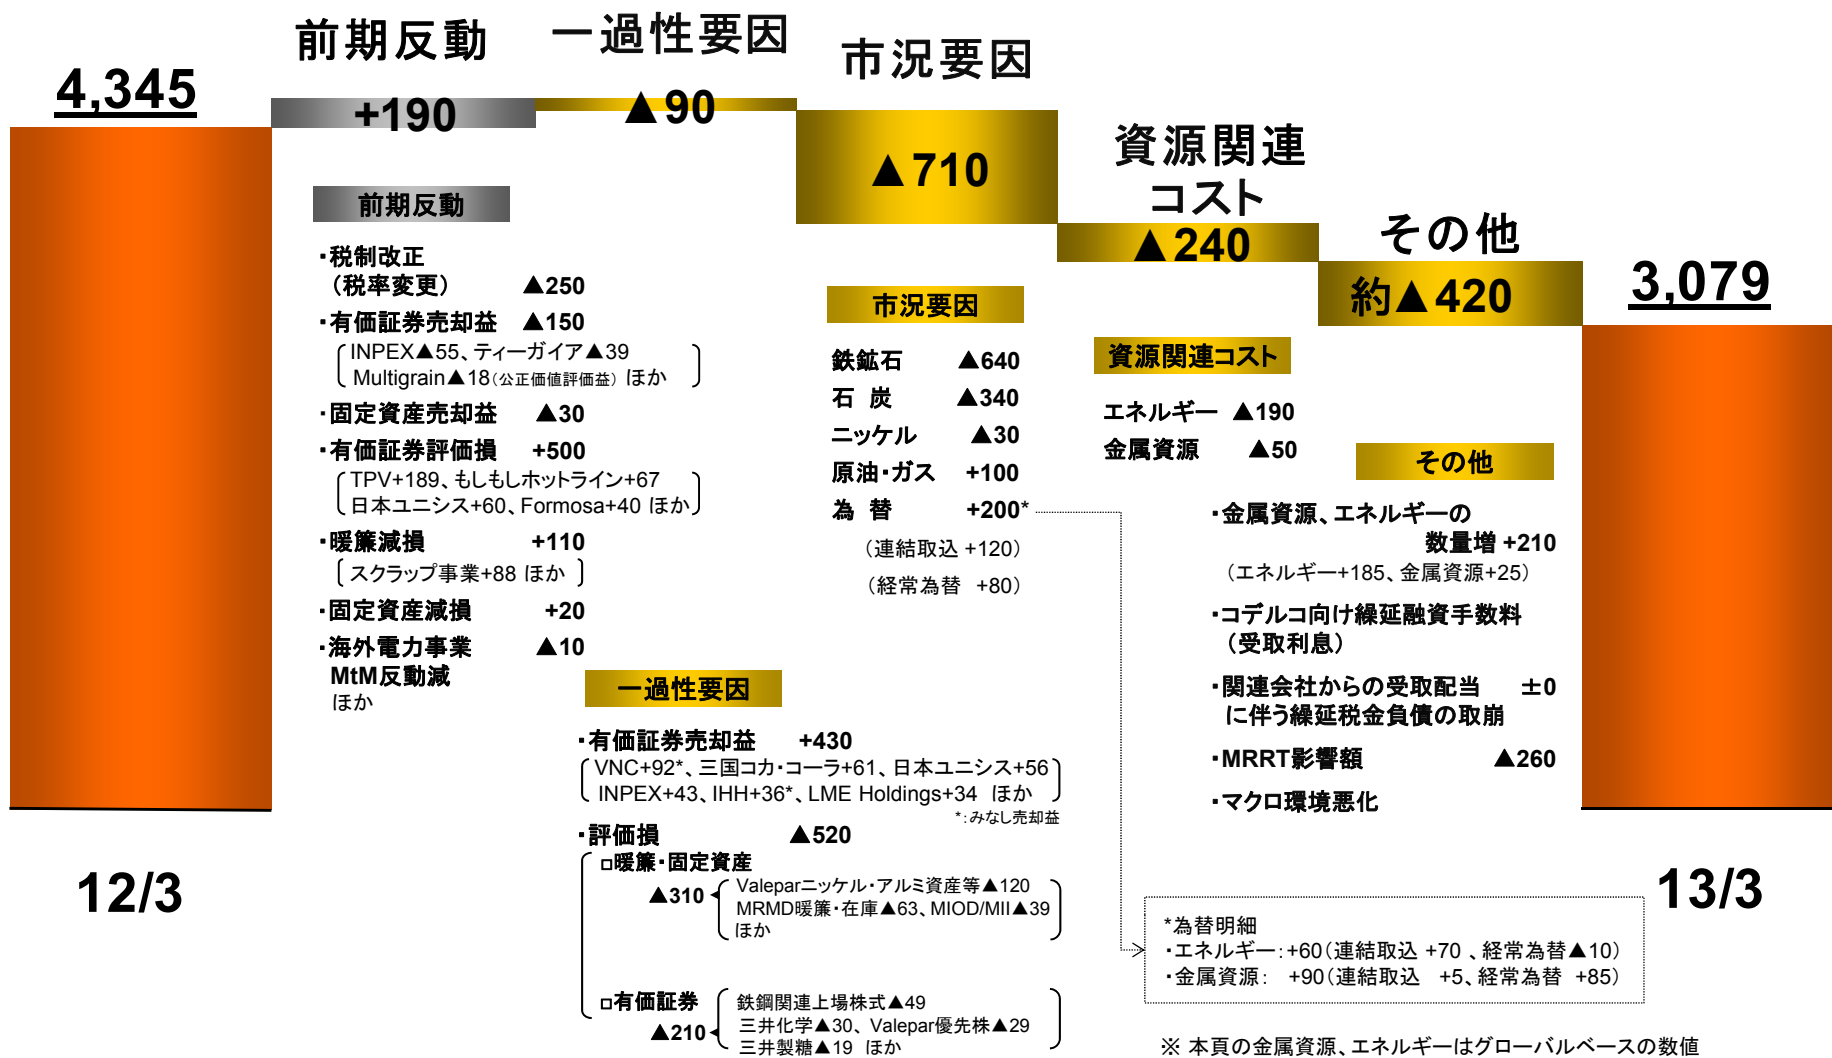 4,345
前期反動
+190
一過性要因
▲90
市況要因
▲710
資源関連
コスト
▲240
その他
約▲420
3,079
12/3
13/3
前期反動
・税制改正
（税率変更） ▲250
・有価証券売却益 ▲150
INPEX▲55、ティーガイア▲39
Multigrain▲18（公正価値評価益） ほか
・固定資産売却益 ▲30
・有価証券評価損 +500
TPV+189、もしもしホットライン+67
日本ユニシス+60、Formosa+40 ほか
・暖簾減損 +110
スクラップ事業+88 ほか
・固定資産減損 +20
・海外電力事業 ▲10
MtM反動減
ほか
一過性要因
・有価証券売却益 +430
VNC+92*、三国コカ・コーラ+61、日本ユニシス+56
INPEX+43、IHH+36*、LME Holdings+34 ほか
*：みなし売却益
・評価損 ▲520
□暖簾・固定資産
▲310
Valeparニッケル・アルミ資産等▲120
MRMD暖簾・在庫▲63、MIOD/MII▲39
ほか
□有価証券
▲210
鉄鋼関連上場株式▲49
三井化学▲30、Valepar優先株▲29
三井製糖▲19 ほか
市況要因
鉄鉱石 ▲640
石 炭 ▲340
ニッケル ▲30
原油・ガス +100
為 替 +200*
（連結取込 +120）
（経常為替 +80）
資源関連コスト
エネルギー ▲190
金属資源 ▲50
その他
・金属資源、エネルギーの
数量増 +210
（エネルギー+185、金属資源+25）
・コデルコ向け繰延融資手数料
（受取利息）
・関連会社からの受取配当 ±0
に伴う繰延税金負債の取崩
・MRRT影響額 ▲260
・マクロ環境悪化
*為替明細
・エネルギー：+60（連結取込 +70 、経常為替▲10）
・金属資源： +90（連結取込 +5、経常為替 +85）
※ 本頁の金属資源、エネルギーはグローバルベースの数値